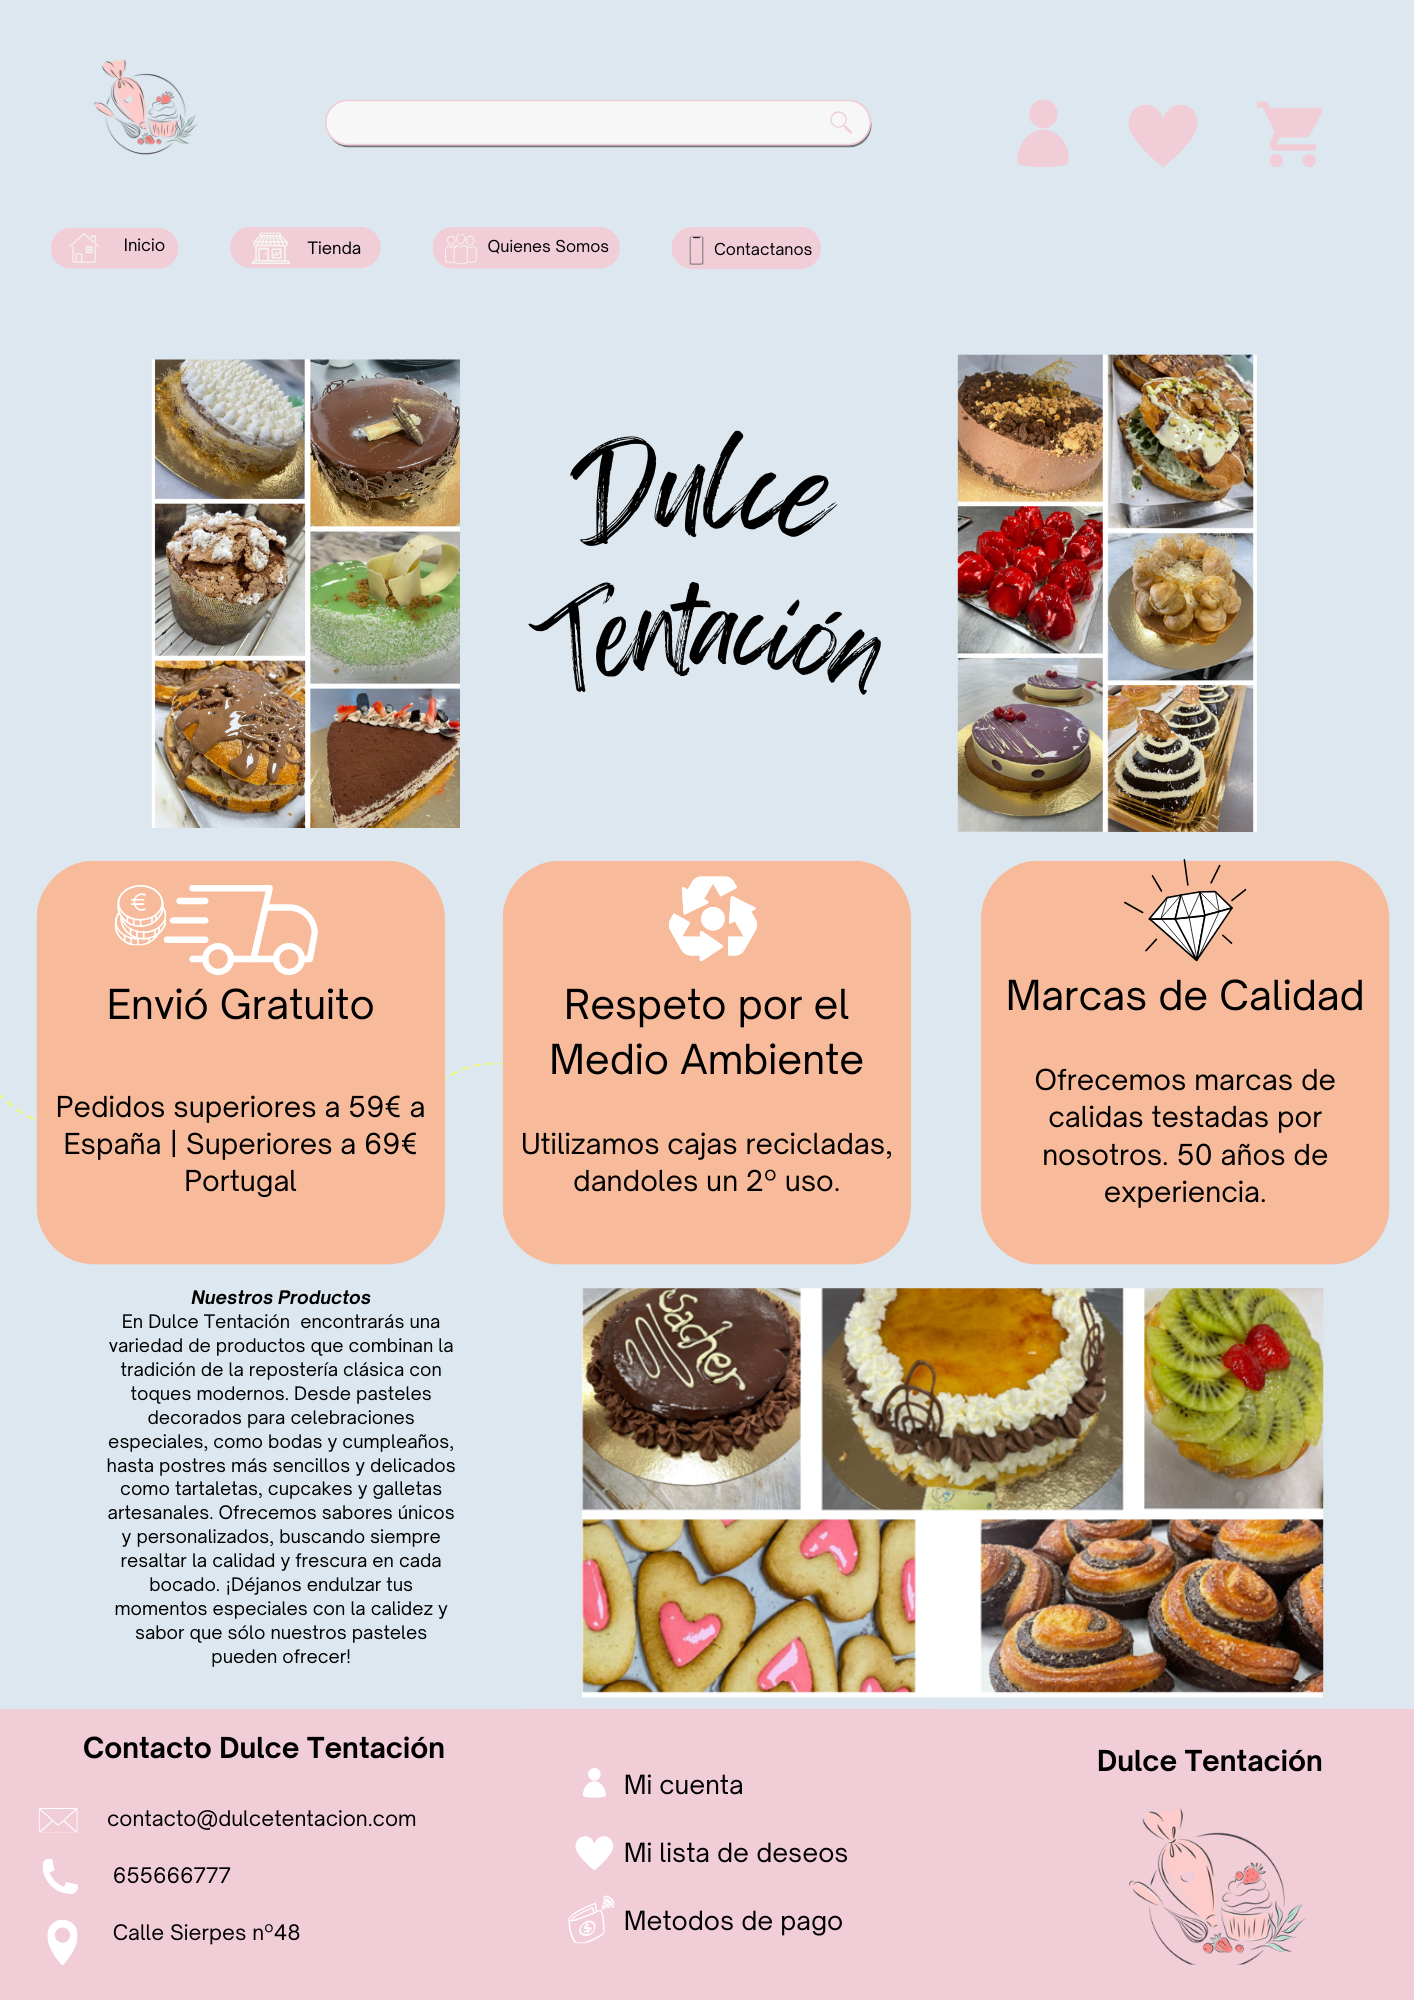 Inicio
Tienda
Quienes Somos
Contactanos
Dulce
Tentación
Envió Gratuito
Pedidos superiores a 59€ a
España | Superiores a 69€
Portugal
Respeto por el
Medio Ambiente
Utilizamos cajas recicladas,
dandoles un 2º uso.
Marcas de Calidad
Ofrecemos marcas de
calidas testadas por
nosotros. 50 años de
experiencia.
Nuestros Productos
En Dulce Tentación encontrarás una
variedad de productos que combinan la
tradición de la repostería clásica con
toques modernos. Desde pasteles
decorados para celebraciones
especiales, como bodas y cumpleaños,
hasta postres más sencillos y delicados
como tartaletas, cupcakes y galletas
artesanales. Ofrecemos sabores únicos
y personalizados, buscando siempre
resaltar la calidad y frescura en cada
bocado. ¡Déjanos endulzar tus
momentos especiales con la calidez y
sabor que sólo nuestros pasteles
pueden ofrecer!
Sacher
Contacto Dulce Tentación
contacto@dulcetentacion.com
655666777
Calle Sierpes nº48
Mi cuenta
Mi lista de deseos
Metodos de pago
Dulce Tentación